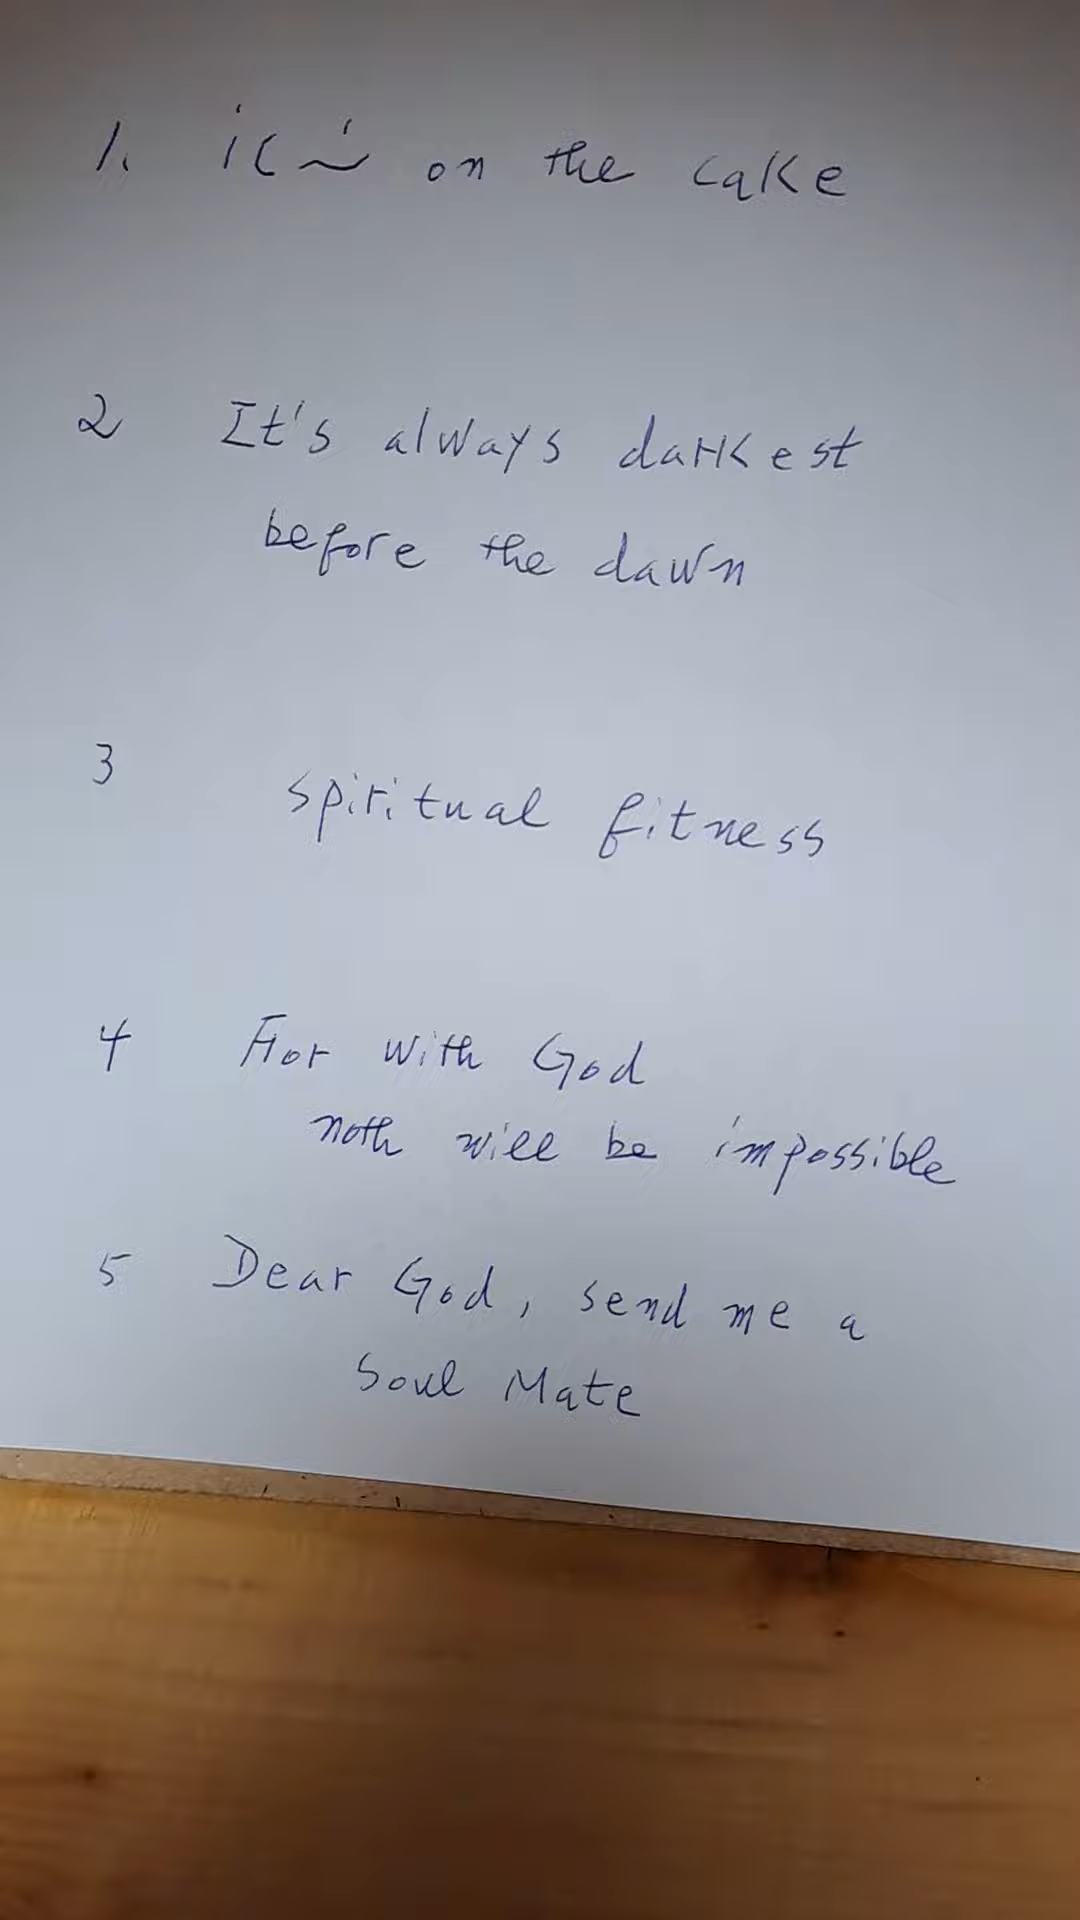 1. on the cake
2 It's always darkest
before the dawn
3 spiritual fitness
4 For with God
noth will be impossible
5 Dear God, send me a
Soul Mate